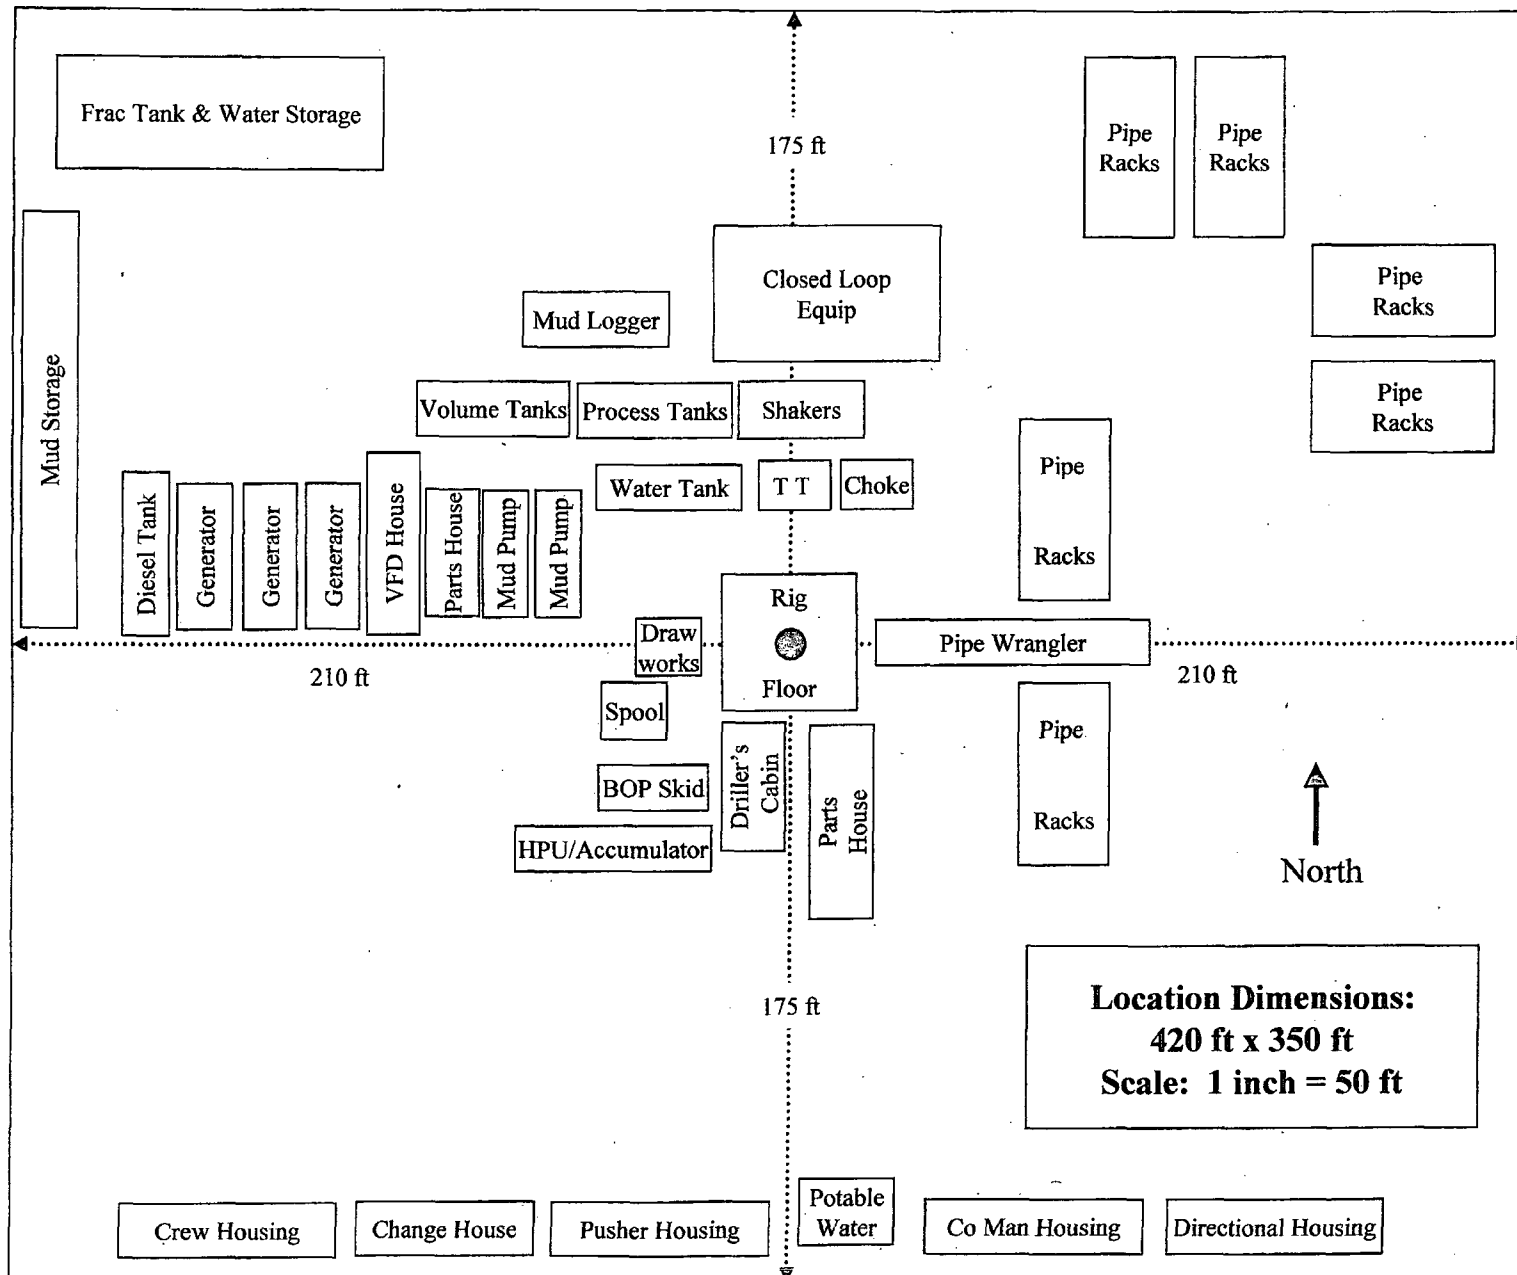 Frac Tank & Water Storage
175 ft
Pipe
Racks
Pipe
Racks
Closed Loop
Equip
Pipe
Racks
Mud Logger
Mud Storage
Volume Tanks
Process Tanks
Shakers
Pipe
Racks
Diesel Tank
Generator
Generator
Generator
VFD House
Parts House
Mud Pump
Mud Pump
Water Tank
T T
Choke
Pipe
Racks
Rig
Floor
Draw
works
Pipe Wrangler
210 ft
210 ft
Spool
Driller's
Cabin
Parts
House
Pipe
Racks
BOP Skid
HPU/Accumulator
North
Location Dimensions:
420 ft x 350 ft
Scale: 1 inch = 50 ft
175 ft
Crew Housing
Change House
Pusher Housing
Potable
Water
Co Man Housing
Directional Housing